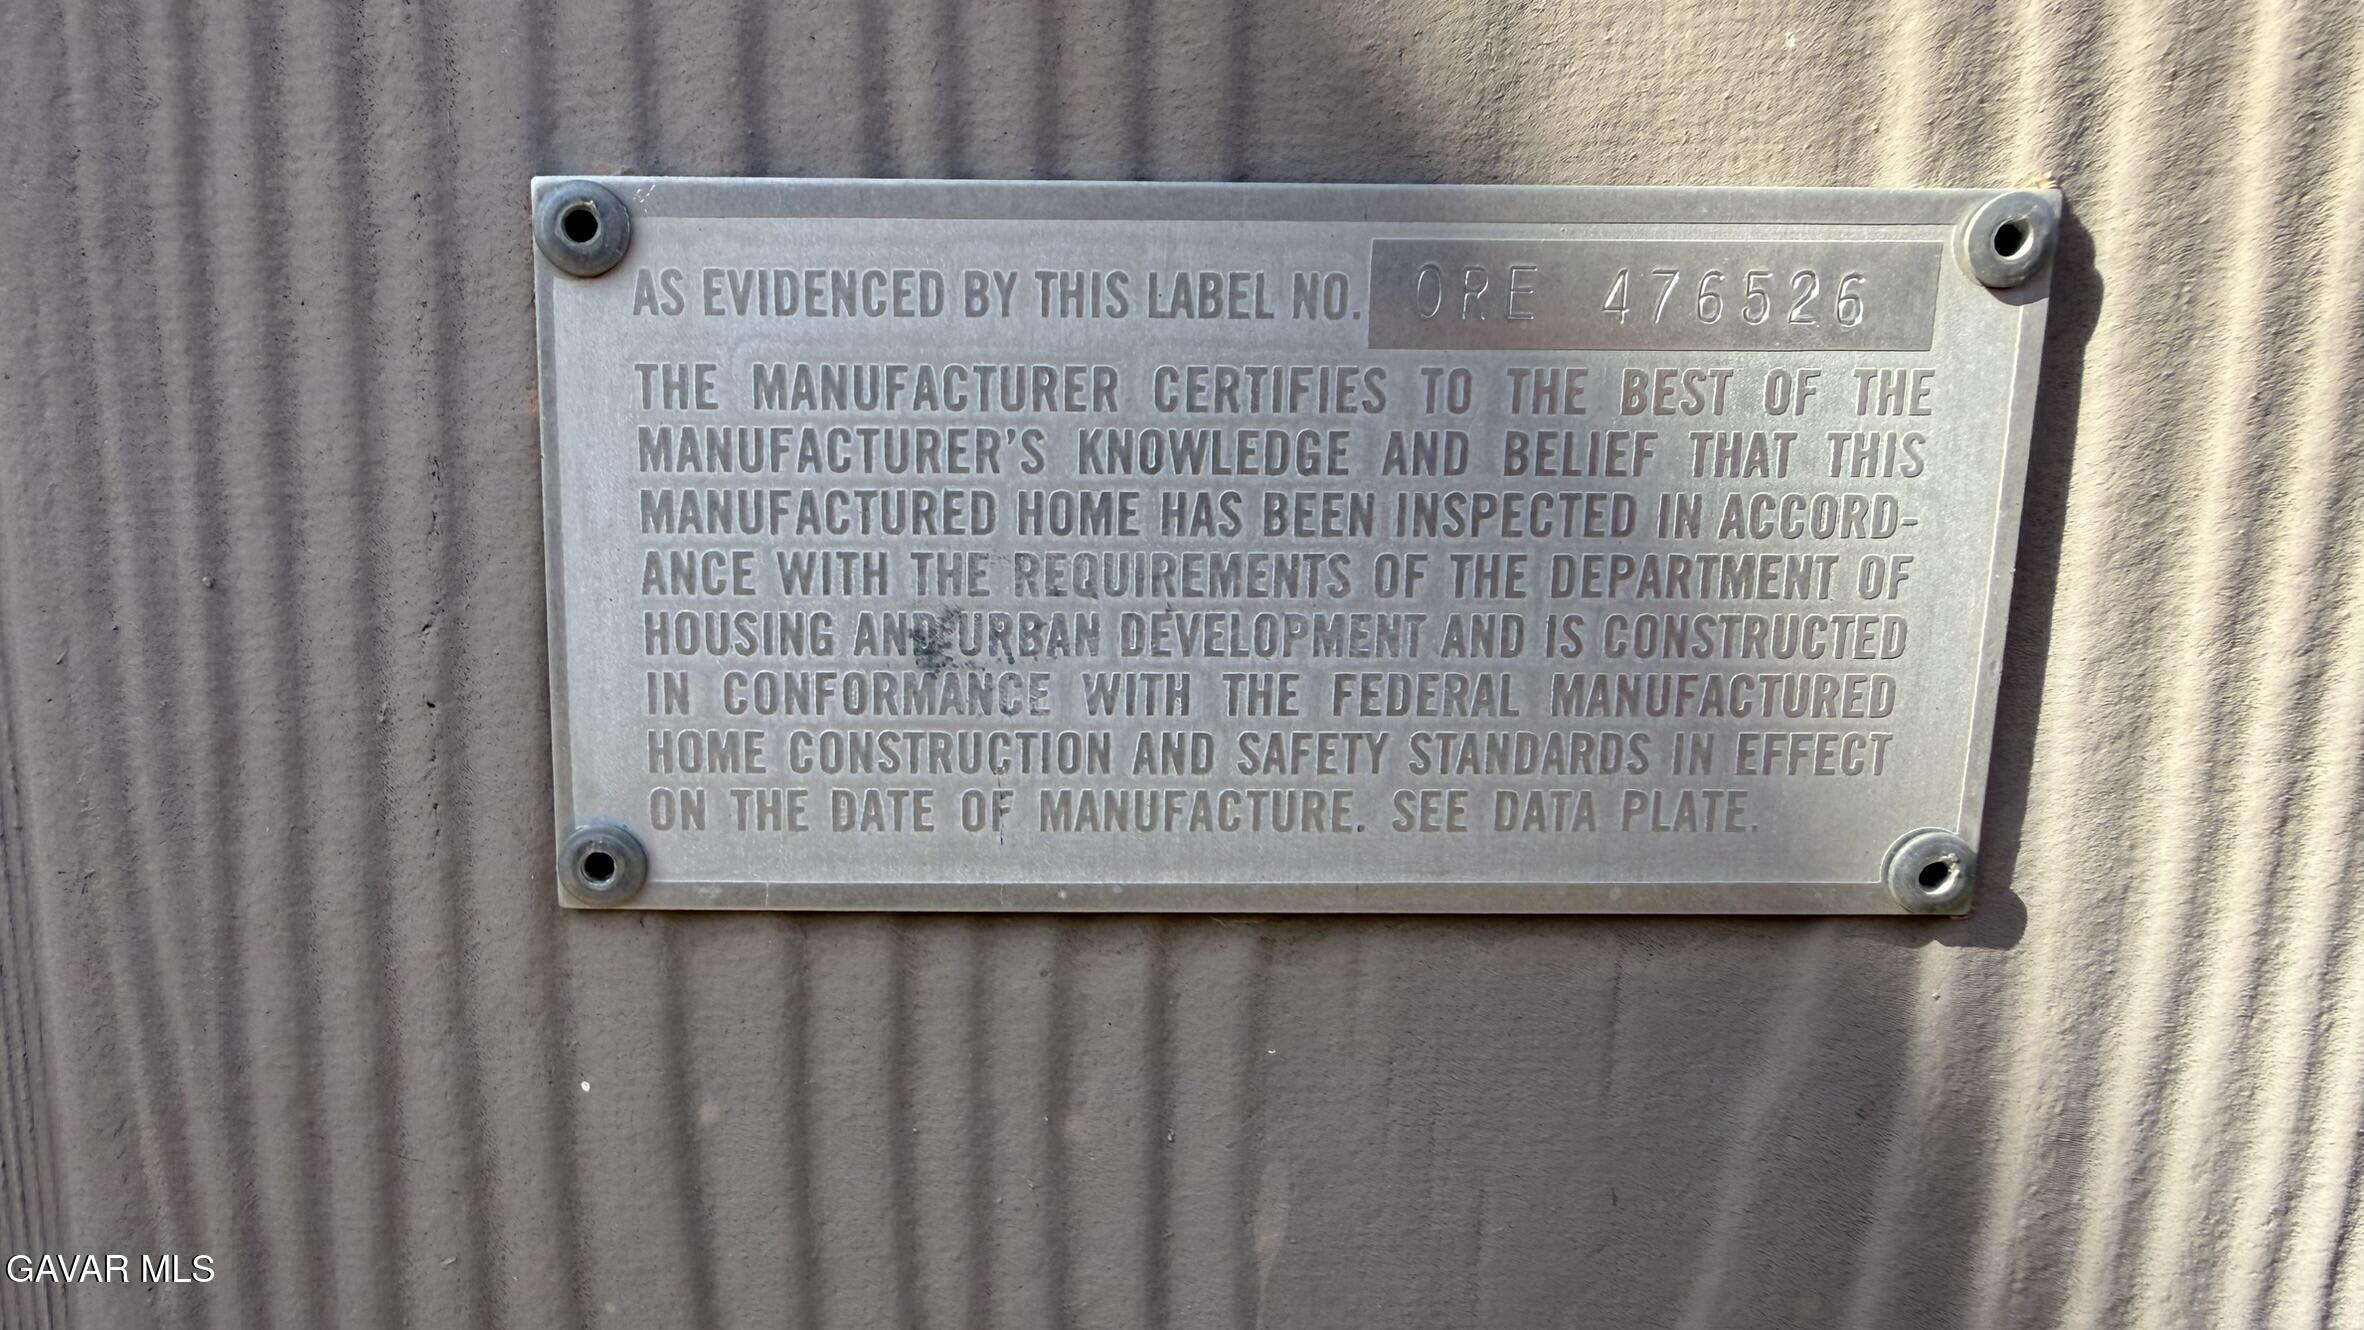 AS EVIDENCED BY THIS LABEL NO. ORE 476526
THE MANUFACTURER CERTIFIES TO THE BEST OF THE
MANUFACTURER'S KNOWLEDGE AND BELIEF THAT THIS
MANUFACTURED HOME HAS BEEN INSPECTED IN ACCORD-
ANCE WITH THE REQUIREMENTS OF THE DEPARTMENT OF
HOUSING AND URBAN DEVELOPMENT AND IS CONSTRUCTED
IN CONFORMANCE WITH THE FEDERAL MANUFACTURED
HOME CONSTRUCTION AND SAFETY STANDARDS IN EFFECT
ON THE DATE OF MANUFACTURE. SEE DATA PLATE.
GAVAR MLS